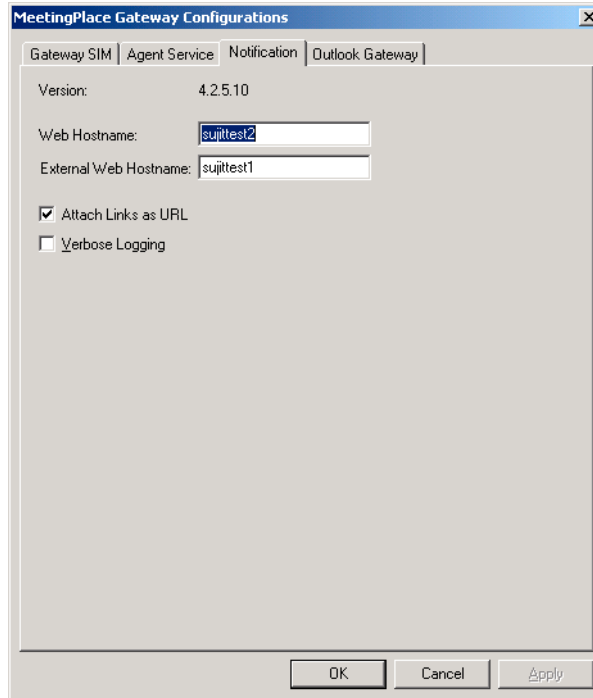 MeetingPlace Gateway Configurations
Gateway SIM Agent Service Notification Outlook Gateway
Version: 4.2.5.10
Web Hostname: sujittest2
External Web Hostname: sujittest1
Attach Links as URL
Verbose Logging
OK Cancel Apply